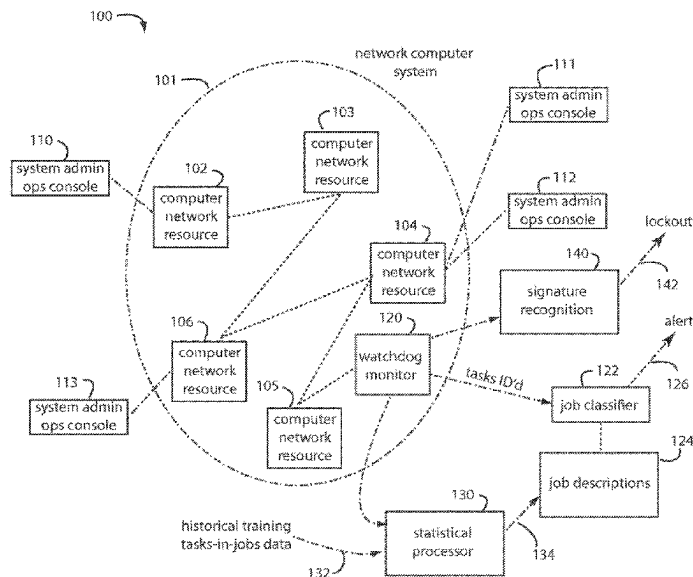 100
network computer
system
101
111
system admin
ops console
103
computer
network
resource
110
system admin
ops console
102
computer
network
resource
112
system admin
ops console
104
computer
network
resource
lockout
140
signature
recognition
142
alert
106
computer
network
resource
120
watchdog
monitor
tasks ID'd
122
job classifier
126
113
system admin
ops console
105
computer
network
resource
124
job descriptions
130
statistical
processor
134
historical training
tasks-in-jobs data
132